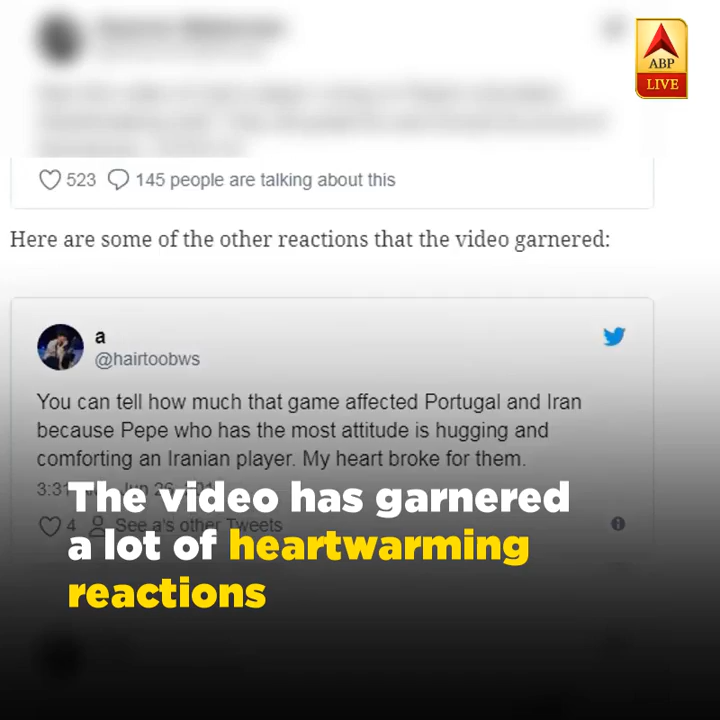 ABP
LIVE
523 145 people are talking about this
Here are some of the other reactions that the video garnered:
a
@hairtoobws
You can tell how much that game affected Portugal and Iran
because Pepe who has the most attitude is hugging and
comforting an Iranian player. My heart broke for them.
The video has garnered
4 See a's other Tweets
a lot of heartwarming
reactions